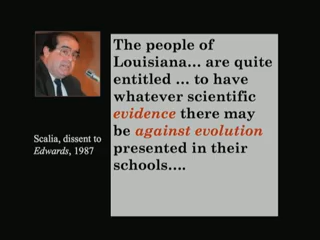 The people of
Louisiana... are quite
entitled ... to have
whatever scientific
evidence there may
be against evolution
presented in their
schools....
Scalia, dissent to
Edwards, 1987